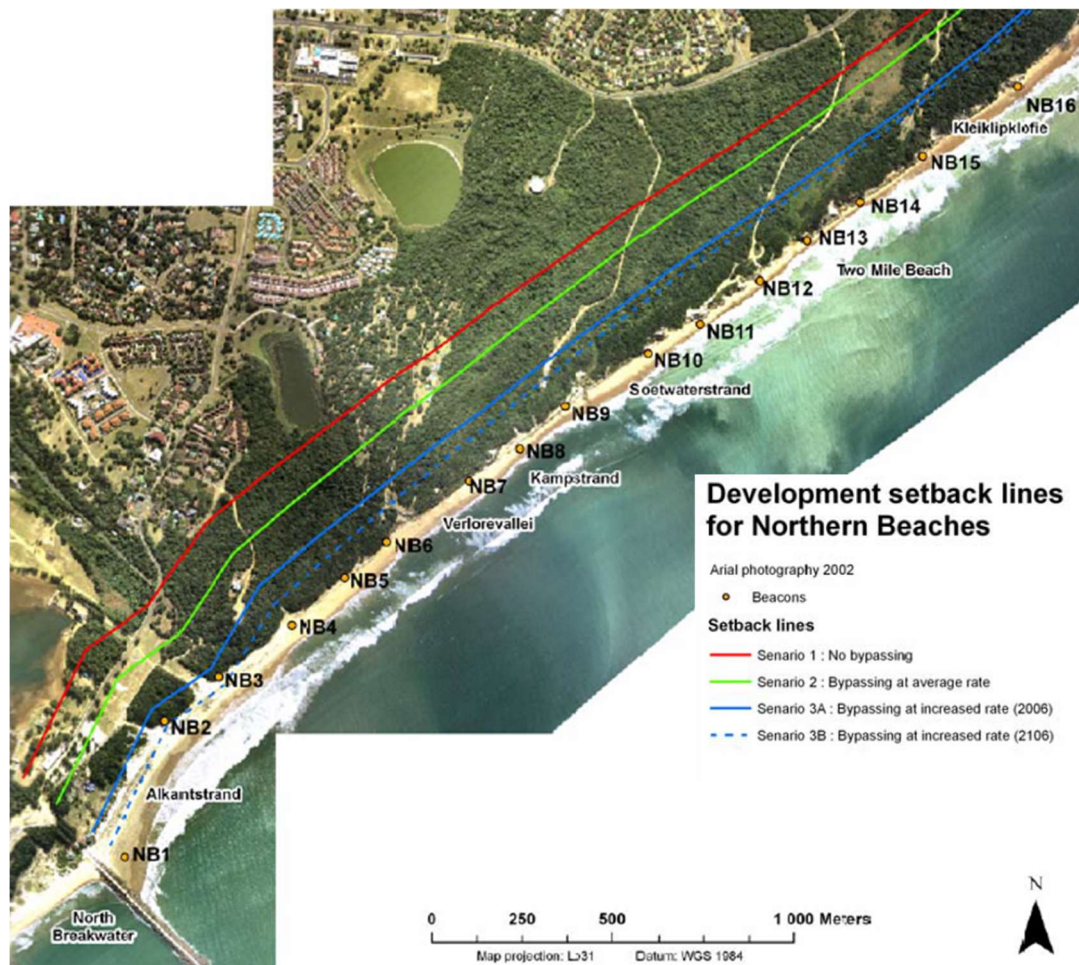 NB16
Kleiklipklofie
NB15
NB14
NB13
Two Mile Beach
NB12
NB11
NB10
Soetwaterstrand
NB9
NB8
Kampstrand
NB7
Verlorevallei
NB6
NB5
NB4
NB3
NB2
Alkantstrand
NB1
North
Breakwater
Development setback lines
for Northern Beaches
Arial photography 2002
Beacons
Setback lines
Senario 1 : No bypassing
Senario 2 : Bypassing at average rate
Senario 3A : Bypassing at increased rate (2006)
Senario 3B : Bypassing at increased rate (2106)
N
0 250 500 1 000 Meters
Map projection: Lo31 Datum: WGS 1984